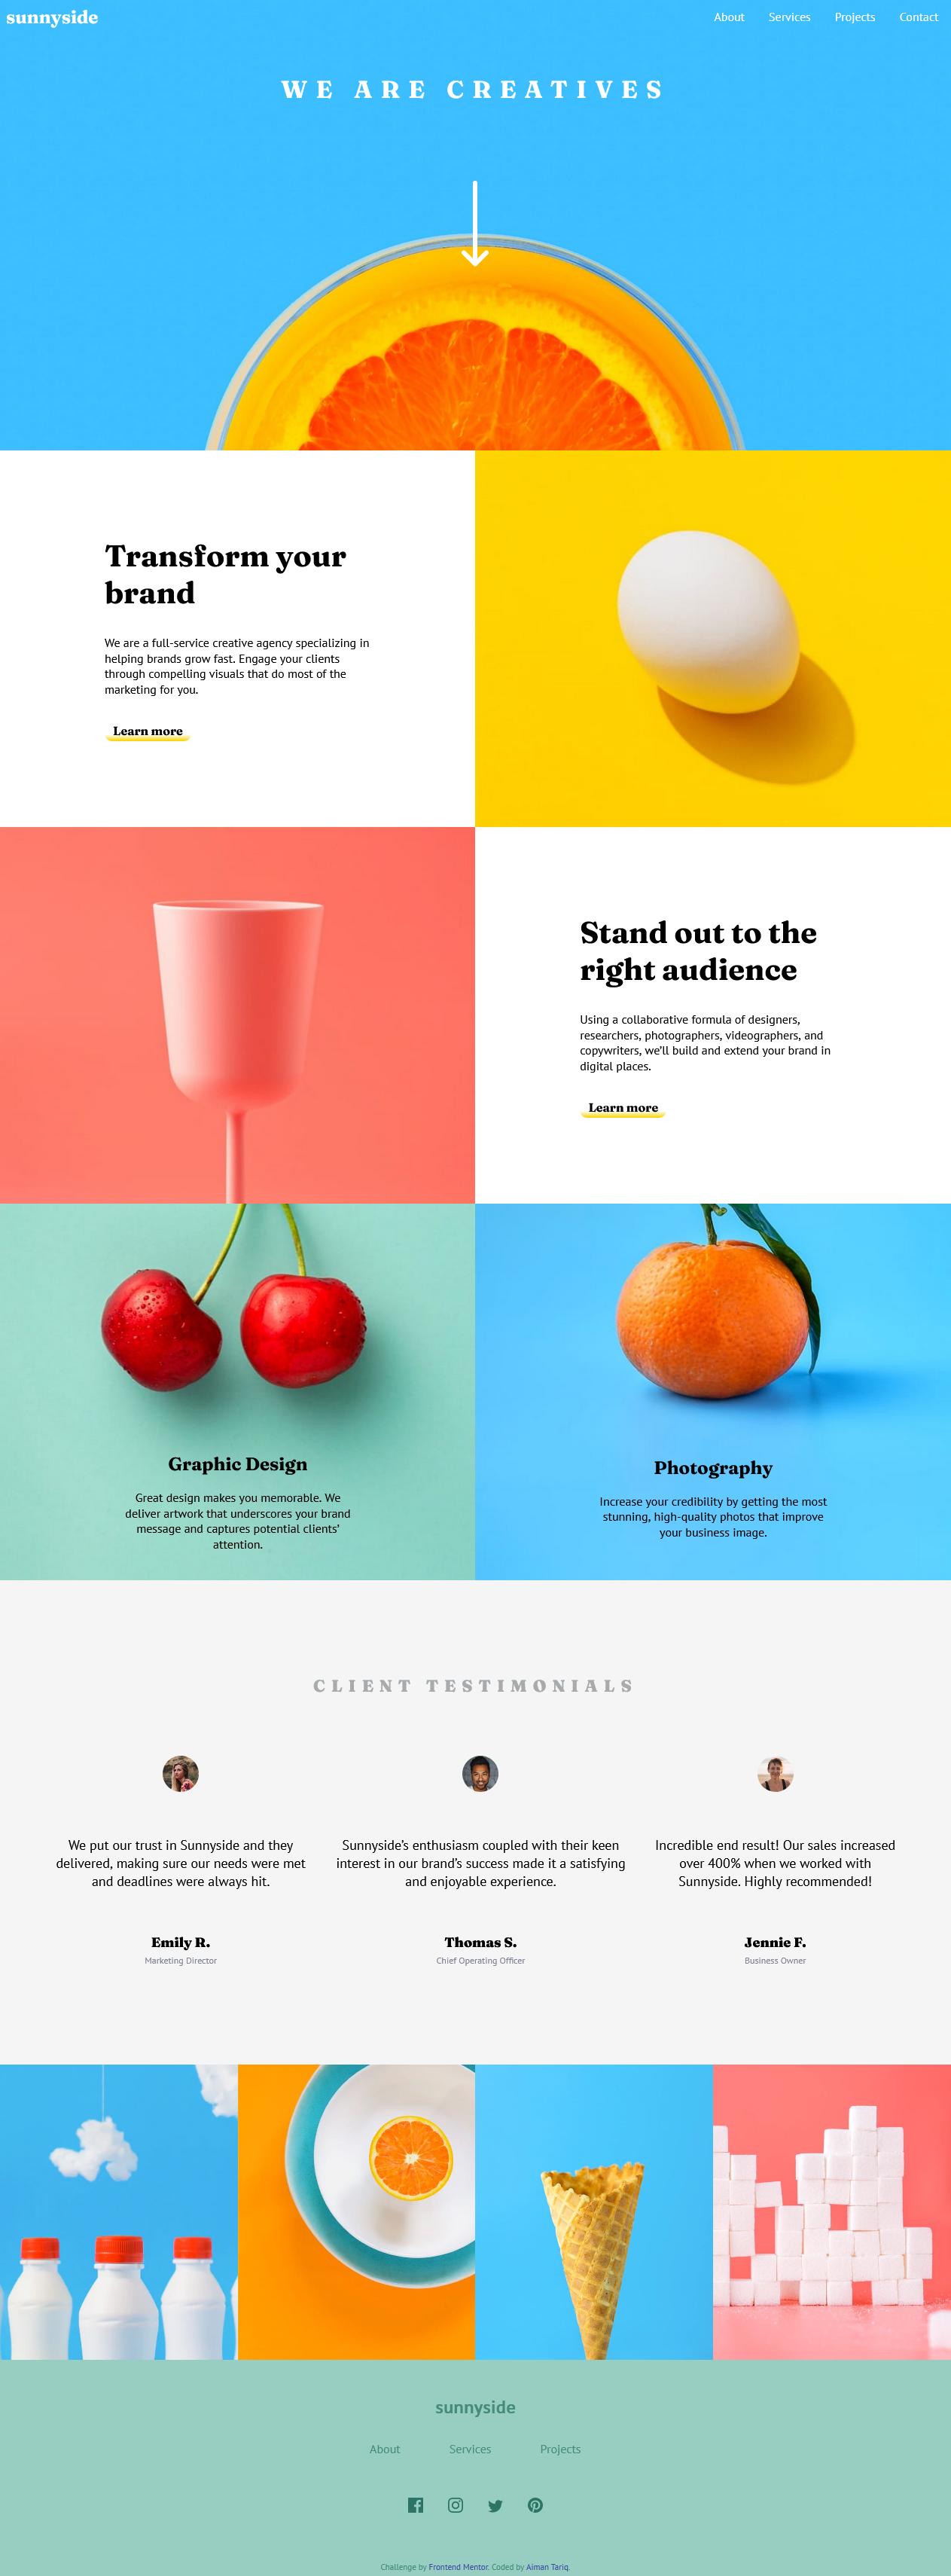 sunnyside
About Services Projects Contact
WE ARE CREATIVES
Transform your
brand
We are a full-service creative agency specializing in
helping brands grow fast. Engage your clients
through compelling visuals that do most of the
marketing for you.
Learn more
Stand out to the
right audience
Using a collaborative formula of designers,
researchers, photographers, videographers, and
copywriters, we’ll build and extend your brand in
digital places.
Learn more
Graphic Design
Great design makes you memorable. We
deliver artwork that underscores your brand
message and captures potential clients’
attention.
Photography
Increase your credibility by getting the most
stunning, high-quality photos that improve
your business image.
CLIENT TESTIMONIALS
We put our trust in Sunnyside and they
delivered, making sure our needs were met
and deadlines were always hit.
Emily R.
Marketing Director
Sunnyside’s enthusiasm coupled with their keen
interest in our brand’s success made it a satisfying
and enjoyable experience.
Thomas S.
Chief Operating Officer
Incredible end result! Our sales increased
over 400% when we worked with
Sunnyside. Highly recommended!
Jennie F.
Business Owner
sunnyside
About Services Projects
Challenge by Frontend Mentor. Coded by Aiman Tariq.